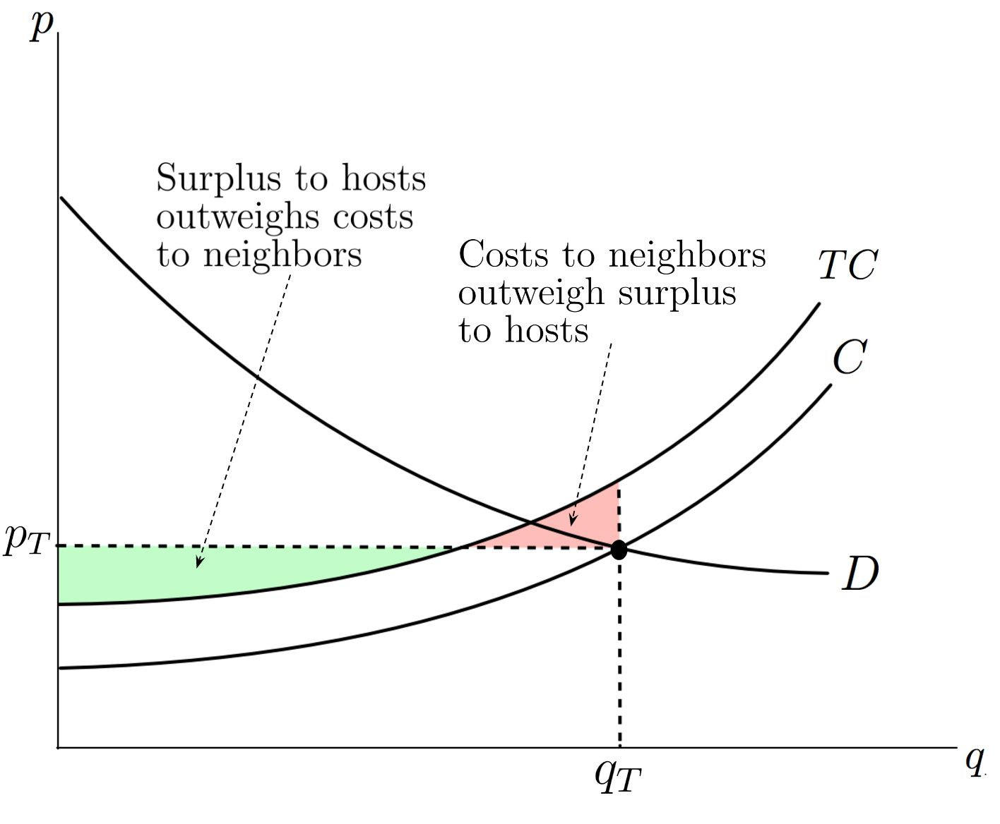 p
Surplus to hosts
outweighs costs
to neighbors
Costs to neighbors
outweigh surplus
to hosts
TC
C
p_T
D
q_T
q